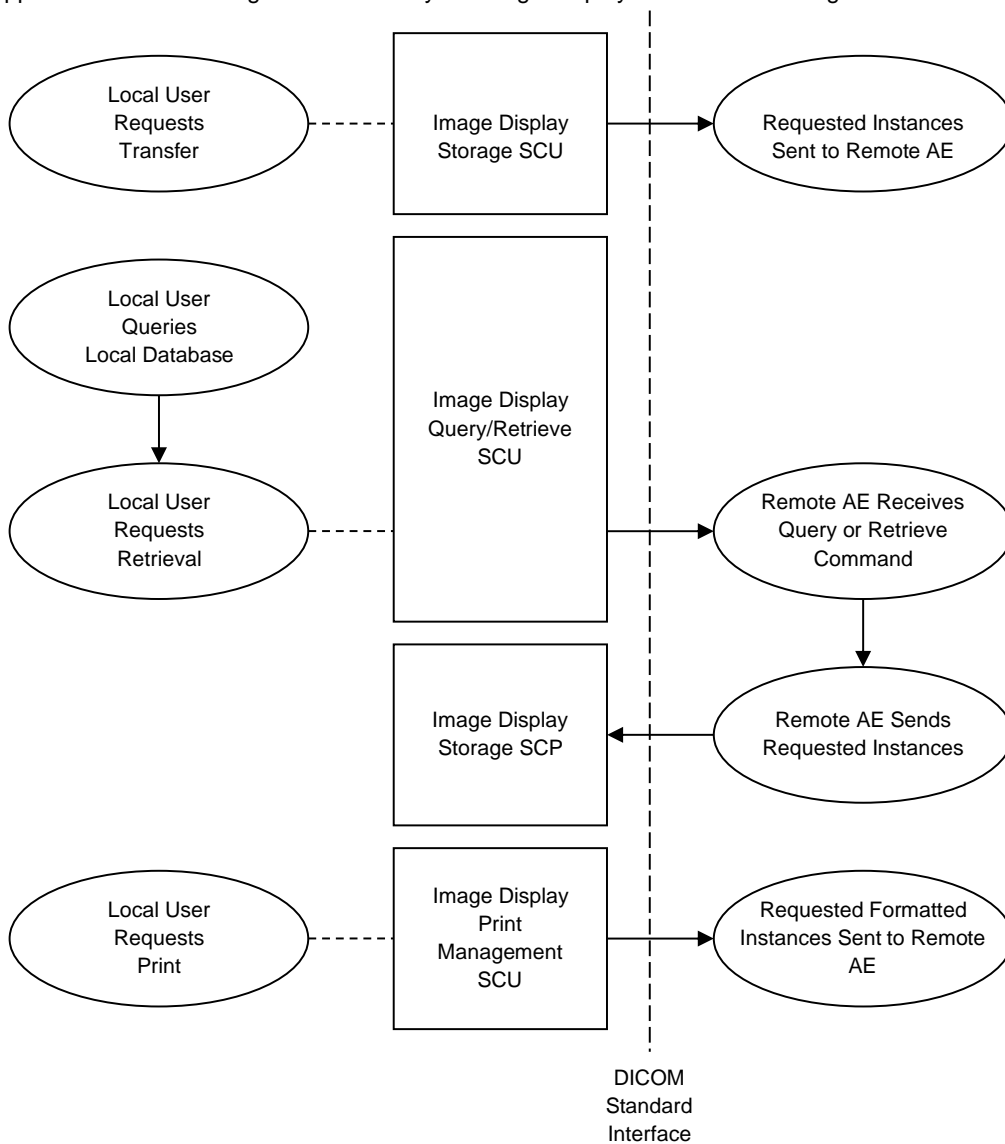 Local User
Requests
Transfer
Image Display
Storage SCU
Requested Instances
Sent to Remote AE
Local User
Queries
Local Database
Image Display
Query/Retrieve
SCU
Local User
Requests
Retrieval
Remote AE Receives
Query or Retrieve
Command
Image Display
Storage SCP
Remote AE Sends
Requested Instances
Local User
Requests
Print
Image Display
Print
Management
SCU
Requested Formatted
Instances Sent to Remote
AE
DICOM
Standard
Interface